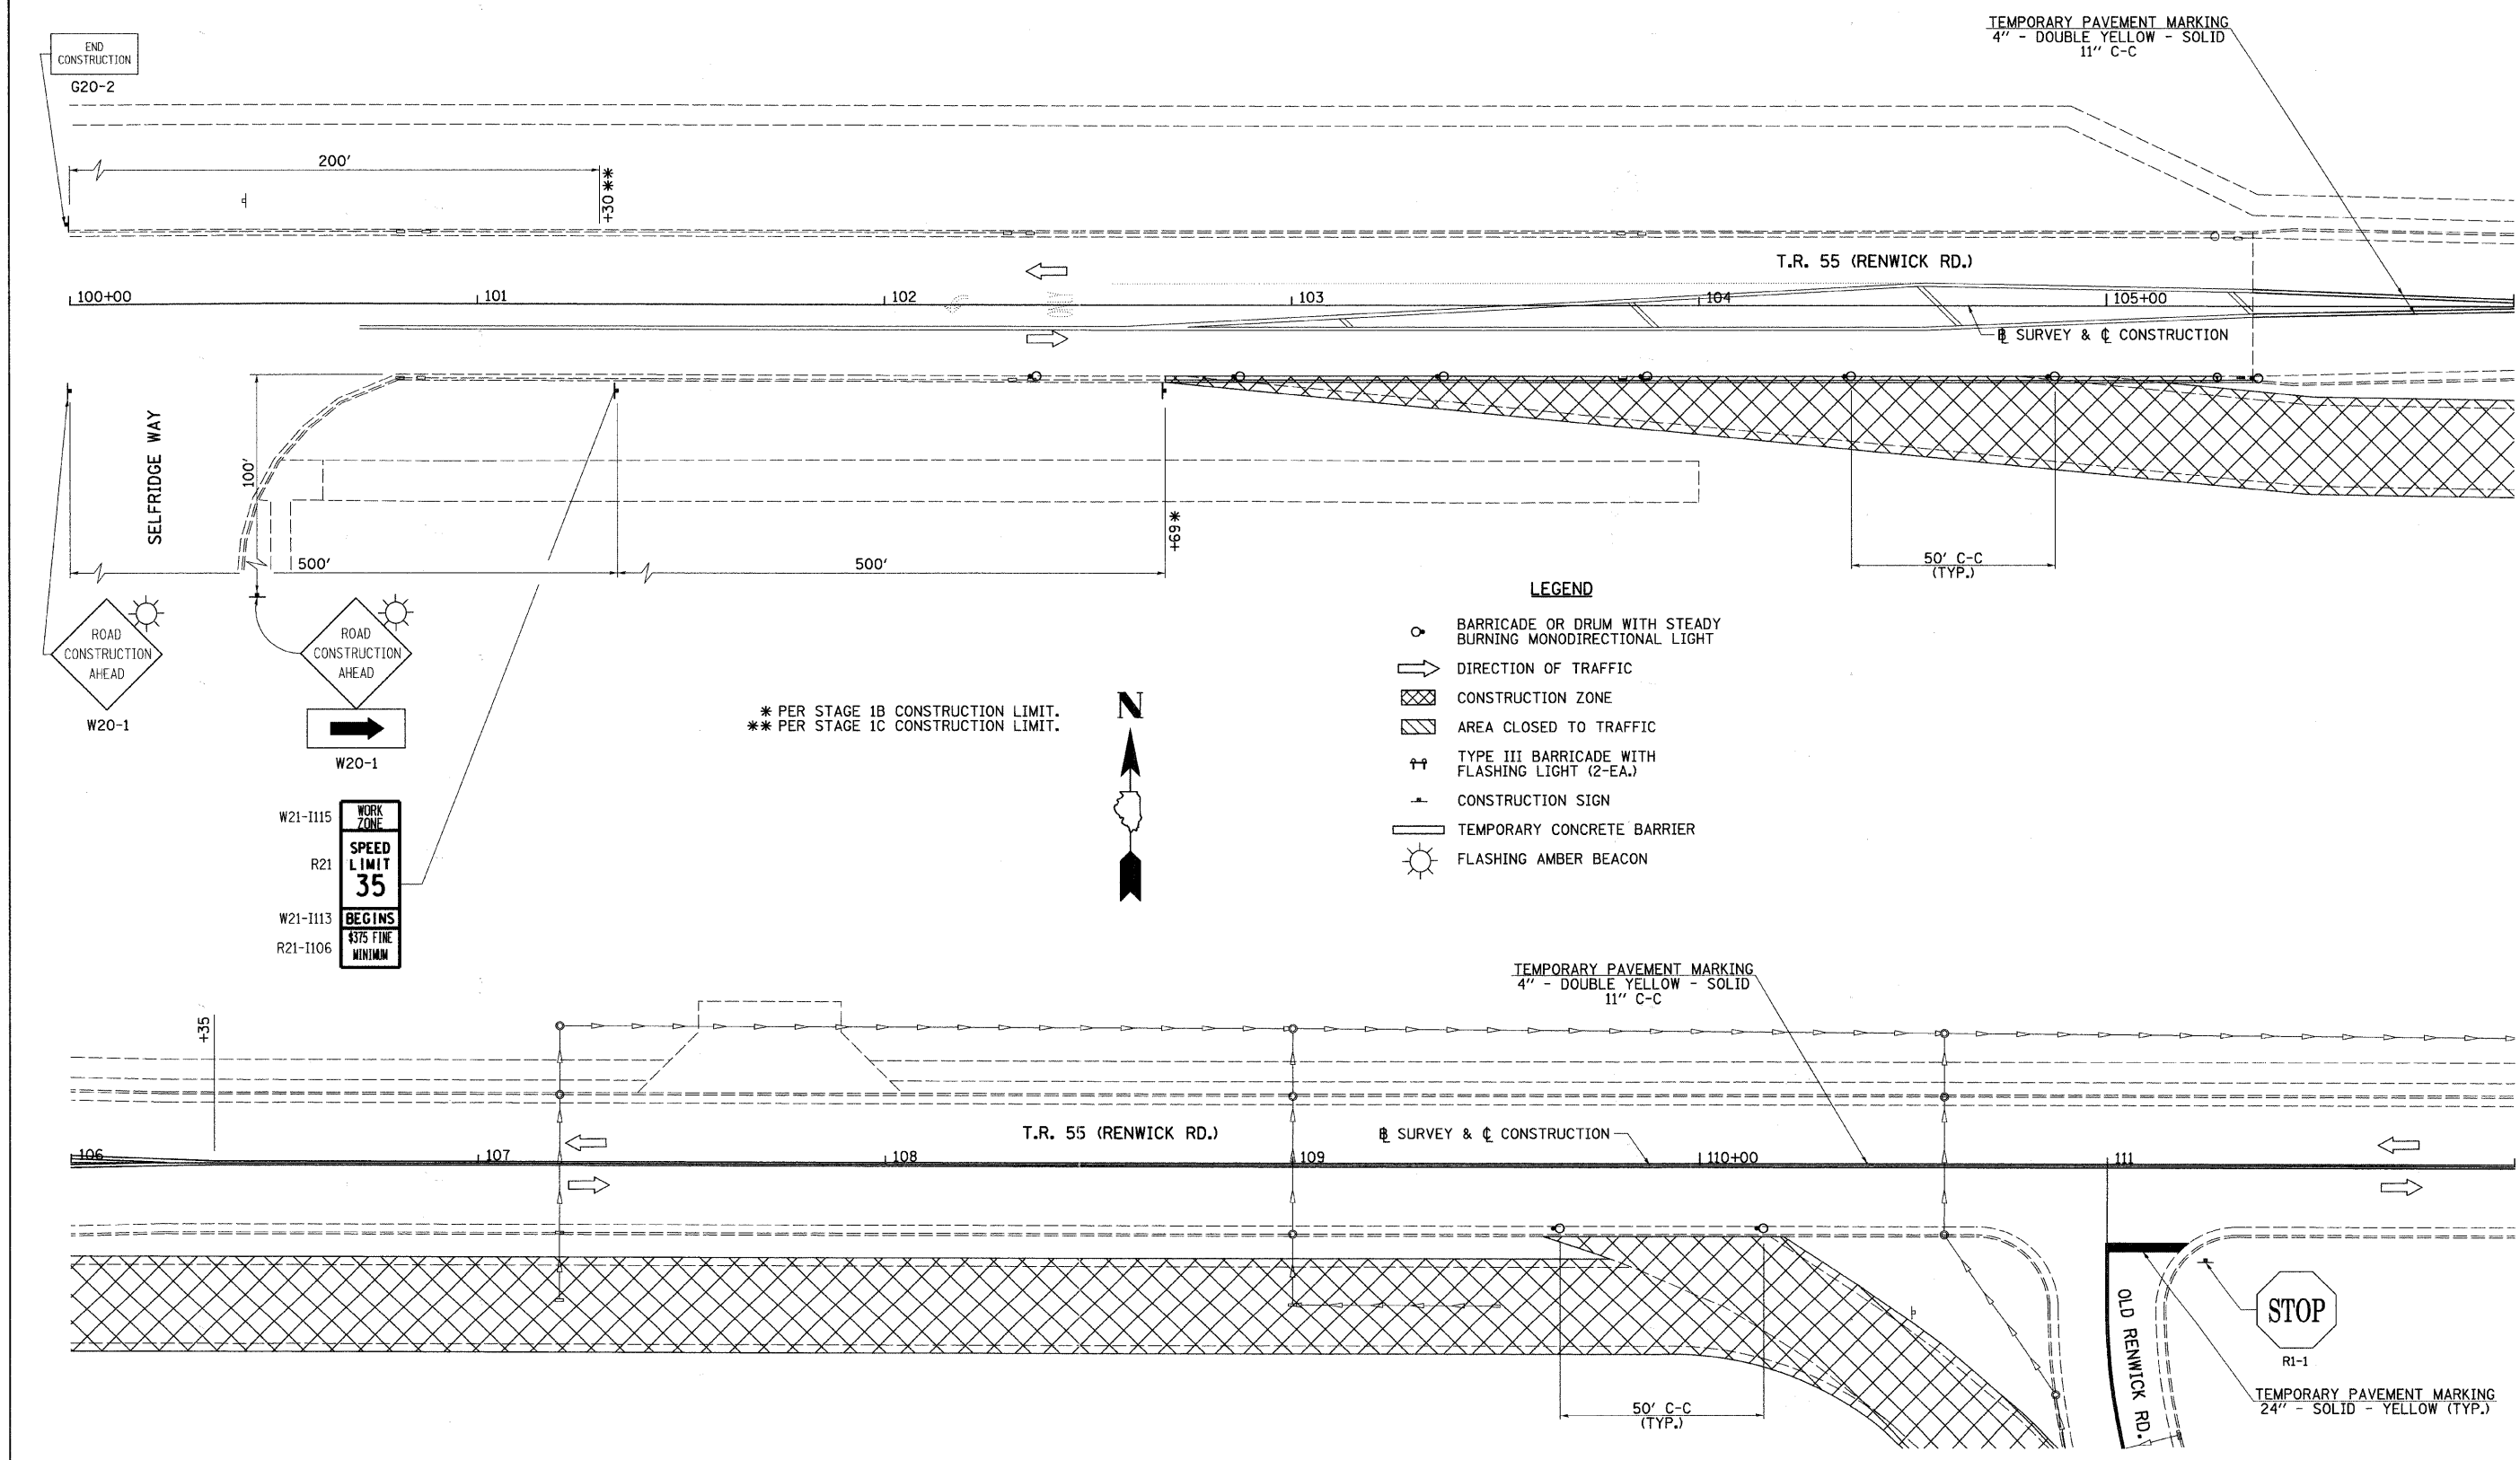 TEMPORARY PAVEMENT MARKING
4" - DOUBLE YELLOW - SOLID
11" C-C
END
CONSTRUCTION
G20-2
200'
+30 **
T.R. 55 (RENWICK RD.)
100+00
101
102
103
104
105+00
℄ SURVEY & ℄ CONSTRUCTION
SELFRIDGE WAY
100'
500'
500'
+69 *
50' C-C
(TYP.)
ROAD
CONSTRUCTION
AHEAD
W20-1
ROAD
CONSTRUCTION
AHEAD
W20-1
W21-I115
WORK
ZONE
R21
SPEED
LIMIT
35
W21-I113
BEGINS
R21-I106
$375 FINE
MINIMUM
* PER STAGE 1B CONSTRUCTION LIMIT.
** PER STAGE 1C CONSTRUCTION LIMIT.
N
LEGEND
BARRICADE OR DRUM WITH STEADY
BURNING MONODIRECTIONAL LIGHT
DIRECTION OF TRAFFIC
CONSTRUCTION ZONE
AREA CLOSED TO TRAFFIC
TYPE III BARRICADE WITH
FLASHING LIGHT (2-EA.)
CONSTRUCTION SIGN
TEMPORARY CONCRETE BARRIER
FLASHING AMBER BEACON
TEMPORARY PAVEMENT MARKING
4" - DOUBLE YELLOW - SOLID
11" C-C
+35
T.R. 55 (RENWICK RD.)
℄ SURVEY & ℄ CONSTRUCTION
106
107
108
109
110+00
111
50' C-C
(TYP.)
OLD RENWICK RD.
STOP
R1-1
TEMPORARY PAVEMENT MARKING
24" - SOLID - YELLOW (TYP.)